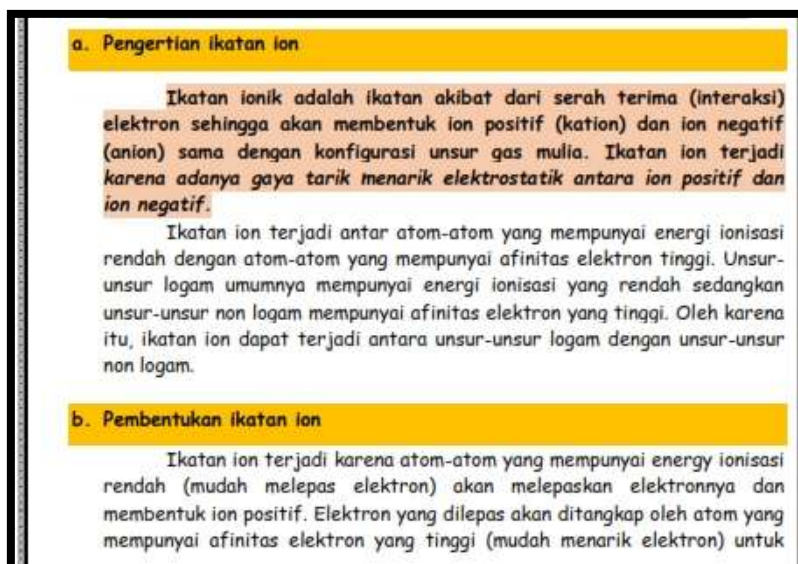 a. Pengertian ikatan ion
Ikatan ionik adalah ikatan akibat dari serah terima (interaksi)
elektron sehingga akan membentuk ion positif (kation) dan ion negatif
(anion) sama dengan konfigurasi unsur gas mulia. Ikatan ion terjadi
karena adanya gaya tarik menarik elektrostatik antara ion positif dan
ion negatif.
Ikatan ion terjadi antar atom-atom yang mempunyai energi ionisasi
rendah dengan atom-atom yang mempunyai afinitas elektron tinggi. Unsur-
unsur logam umumnya mempunyai energi ionisasi yang rendah sedangkan
unsur-unsur non logam mempunyai afinitas elektron yang tinggi. Oleh karena
itu, ikatan ion dapat terjadi antara unsur-unsur logam dengan unsur-unsur
non logam.
b. Pembentukan ikatan ion
Ikatan ion terjadi karena atom-atom yang mempunyai energy ionisasi
rendah (mudah melepas elektron) akan melepaskan elektronnya dan
membentuk ion positif. Elektron yang dilepas akan ditangkap oleh atom yang
mempunyai afinitas elektron yang tinggi (mudah menarik elektron) untuk